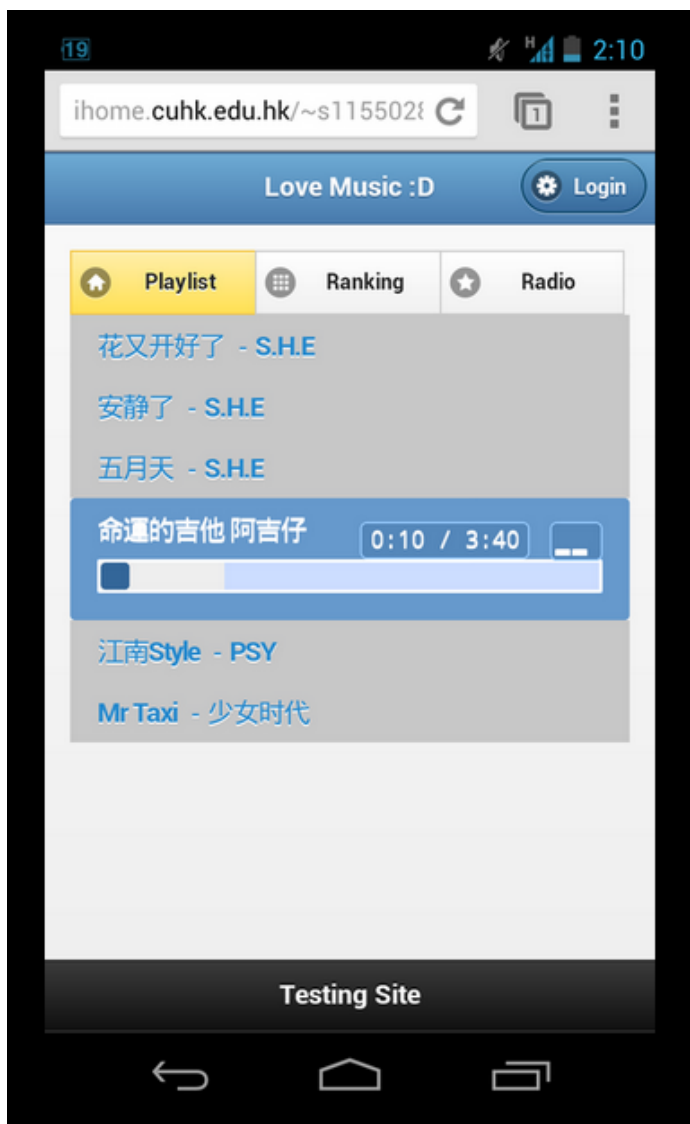 19 H 2:10
ihome.cuhk.edu.hk/~s115502 1
Love Music :D Login
Playlist Ranking Radio
花又开好了 - S.H.E
安静了 - S.H.E
五月天 - S.H.E
命運的吉他 阿吉仔 0:10 / 3:40
江南Style - PSY
Mr Taxi - 少女时代
Testing Site